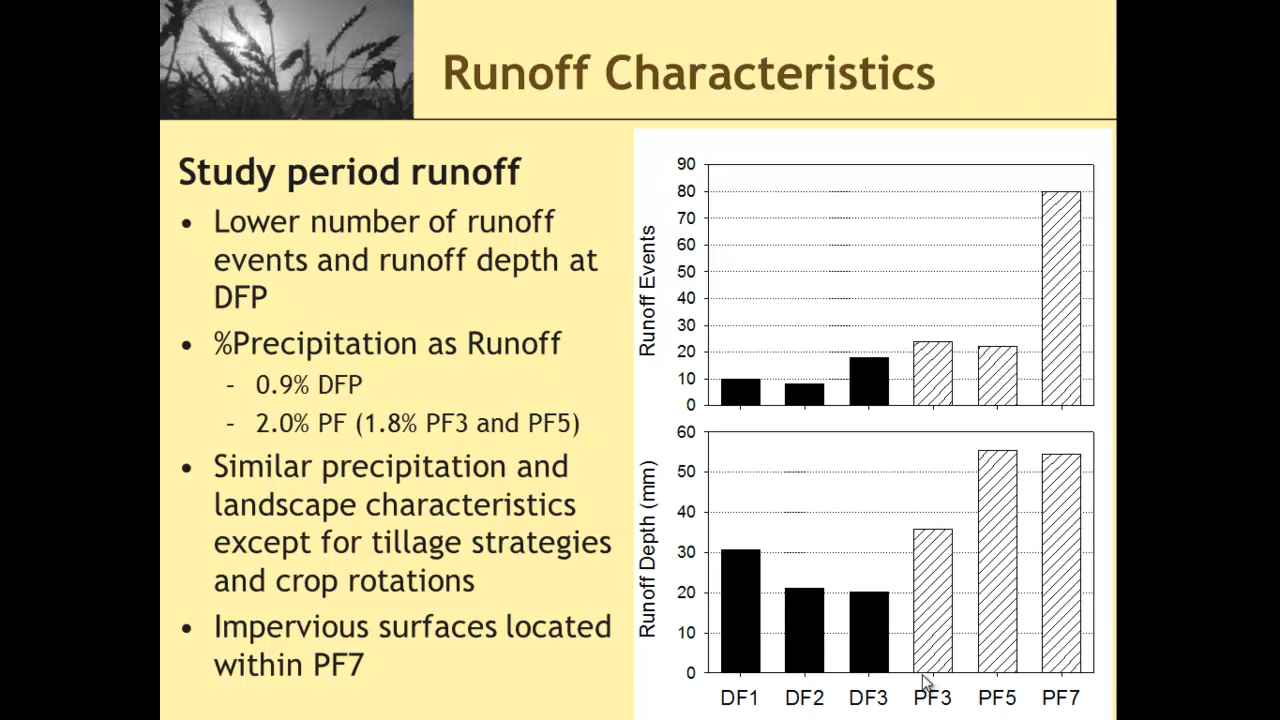 Runoff Characteristics
Study period runoff
• Lower number of runoff
events and runoff depth at
DFP
• %Precipitation as Runoff
- 0.9% DFP
- 2.0% PF (1.8% PF3 and PF5)
• Similar precipitation and
landscape characteristics
except for tillage strategies
and crop rotations
• Impervious surfaces located
within PF7
Runoff Events
90
80
70
60
50
40
30
20
10
0
Runoff Depth (mm)
60
50
40
30
20
10
0
DF1 DF2 DF3 PF3 PF5 PF7